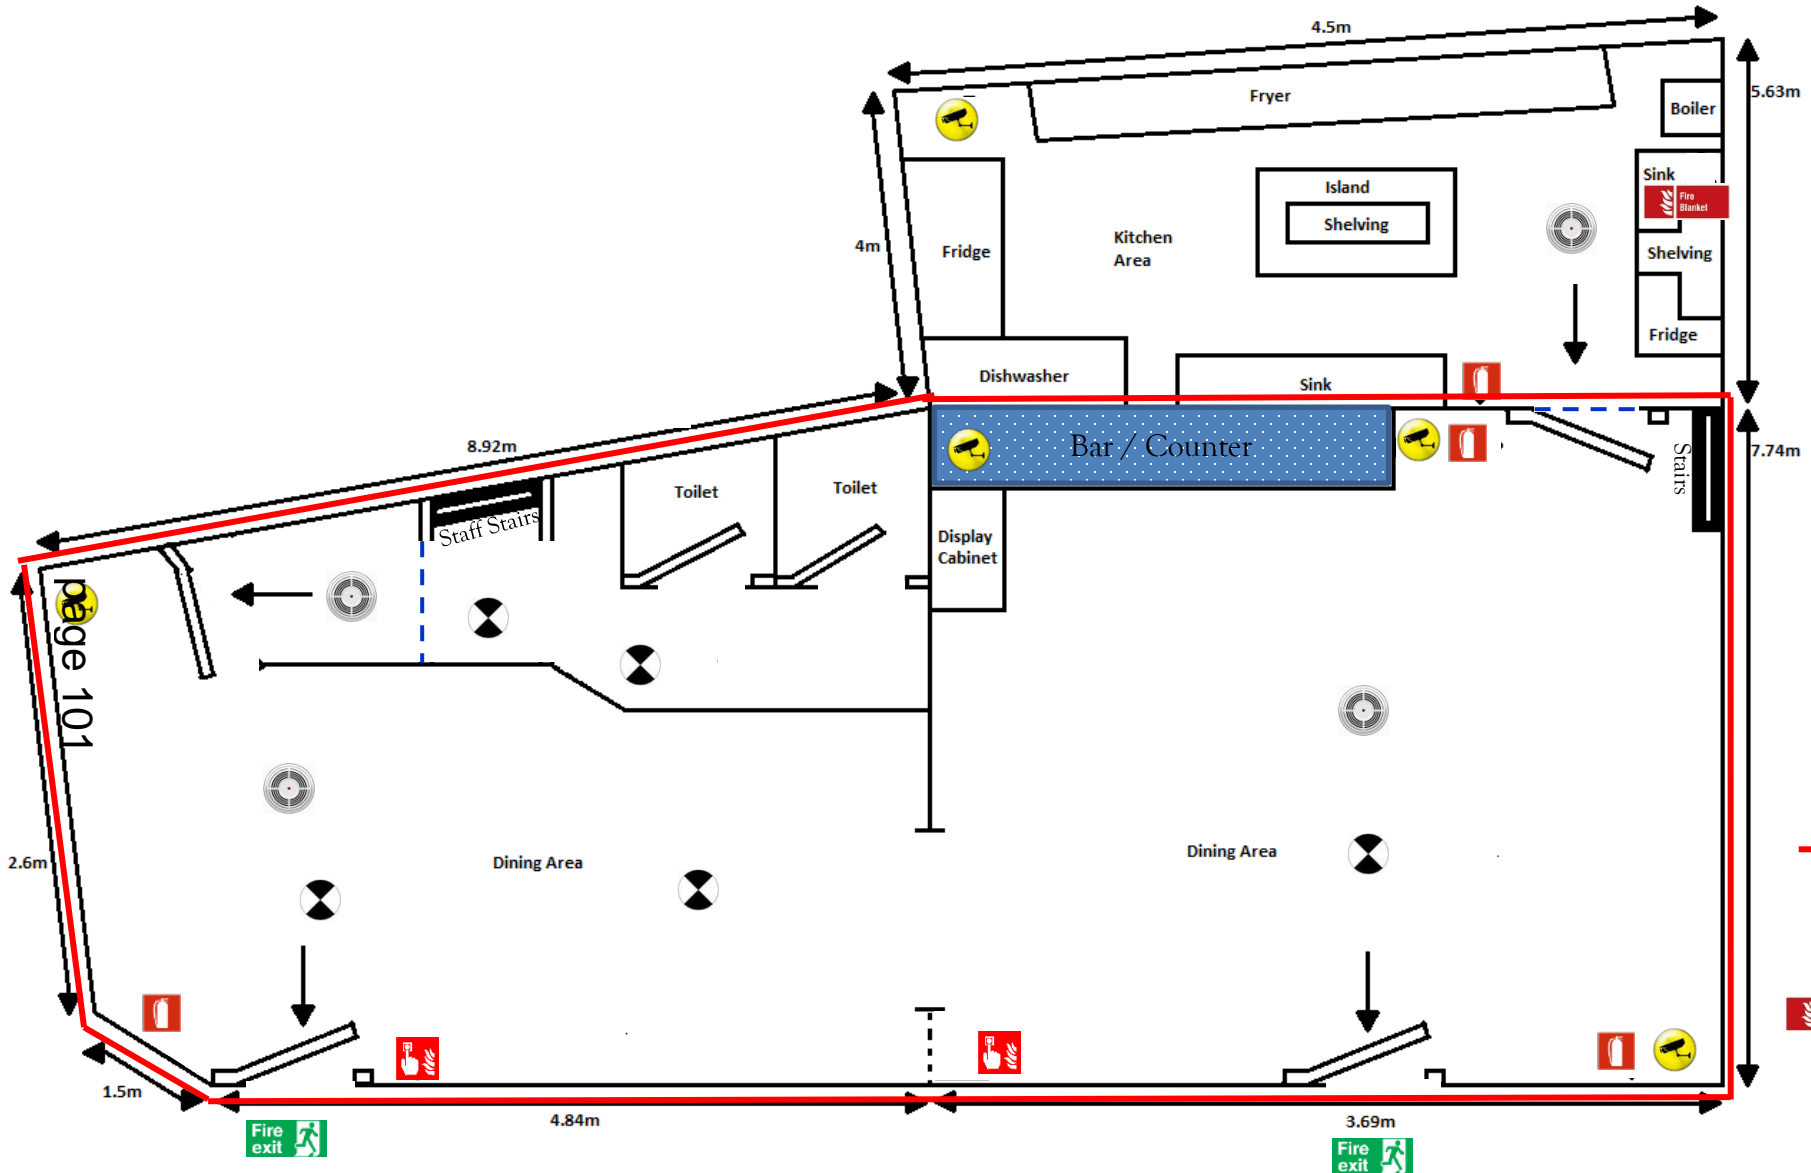 4.5m
5.63m
Fryer
Boiler
Sink
Fire
Blanket
Island
Shelving
4m
Fridge
Kitchen
Area
Shelving
Fridge
Dishwasher
Sink
8.92m
Bar / Counter
Stairs
7.74m
Toilet
Toilet
Staff Stairs
Display
Cabinet
page 101
2.6m
Dining Area
Dining Area
1.5m
4.84m
3.69m
Fire
exit
Fire
exit